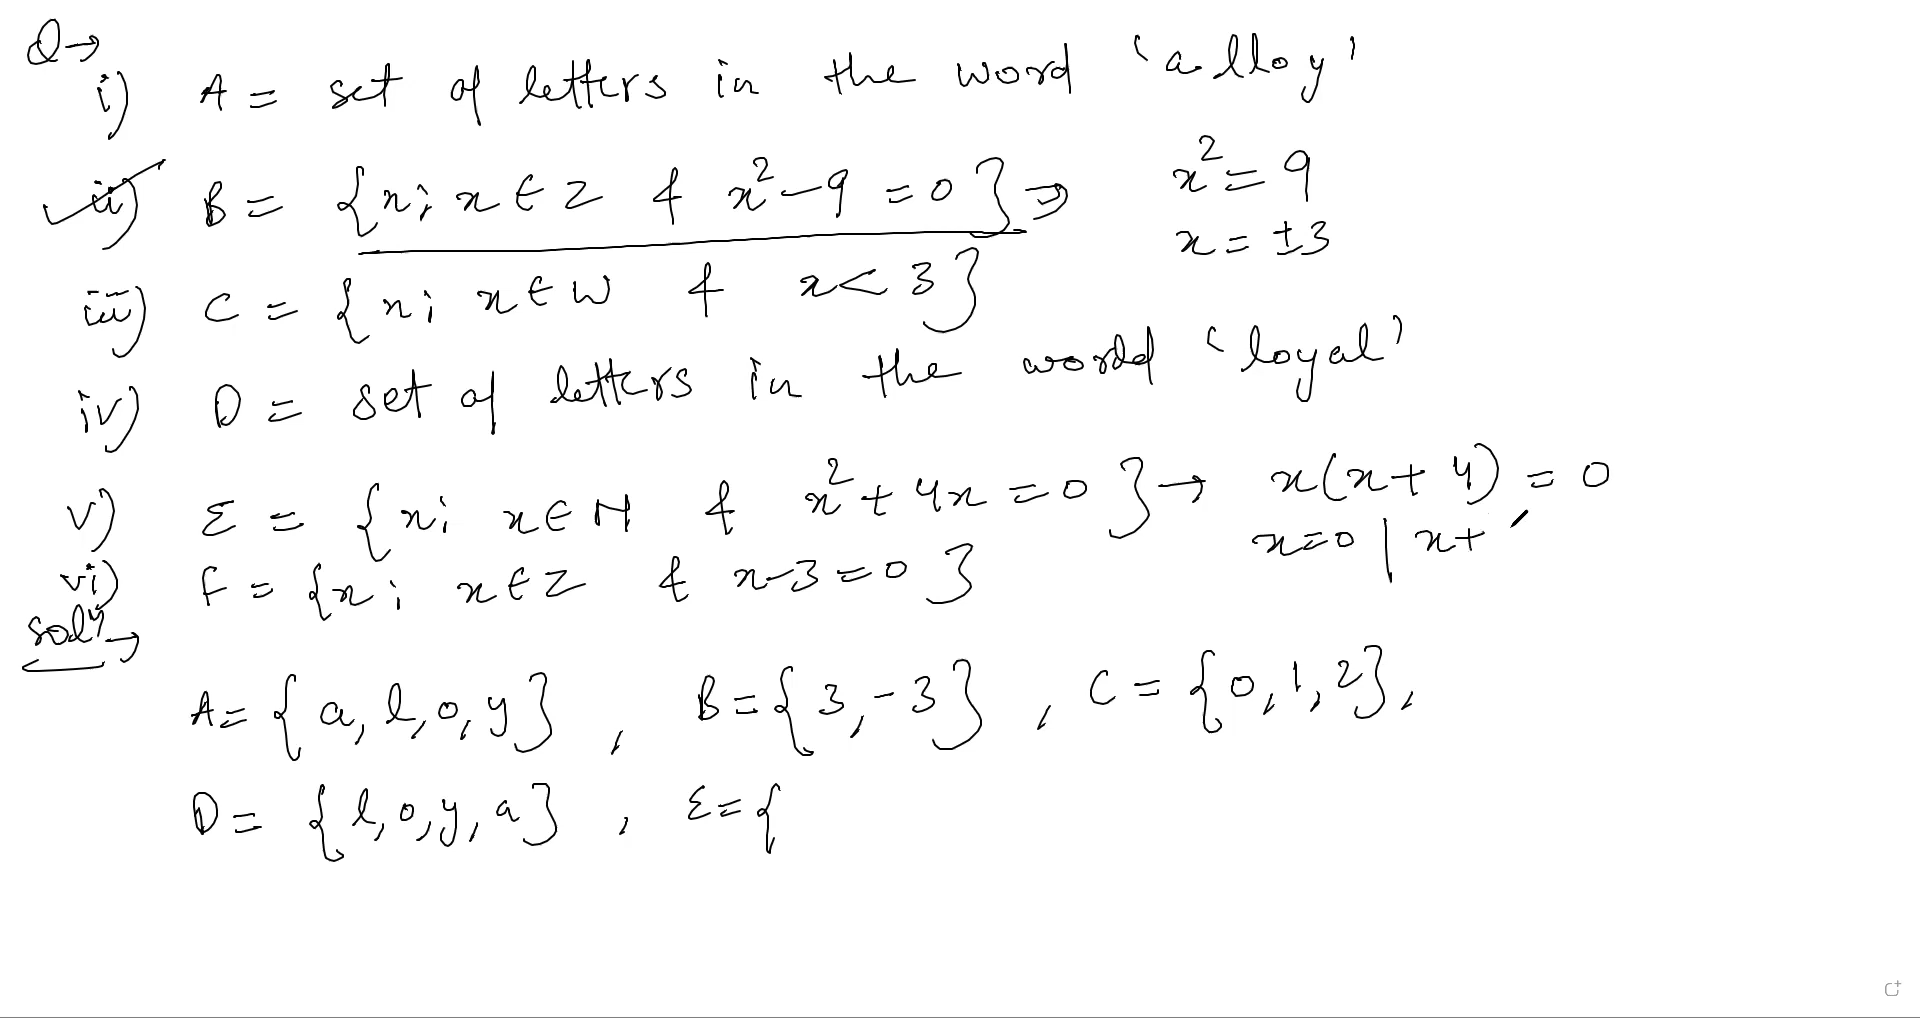 Q→
i) A = set of letters in the word 'alloy'
ii) B = {x; x ∈ Z & x²-9 = 0} ⇒ x² = 9
x = ±3
iii) C = {x; x ∈ W & x < 3}
iv) D = set of letters in the word 'loyal'
v) E = {x; x ∈ N & x² + 4x = 0} → x(x+4) = 0
x=0 | x+
vi) F = {x; x ∈ Z & x-3=0}
solⁿ→
A = {a, l, o, y}, B = {3, -3}, C = {0, 1, 2},
D = {l, o, y, a}, E = {